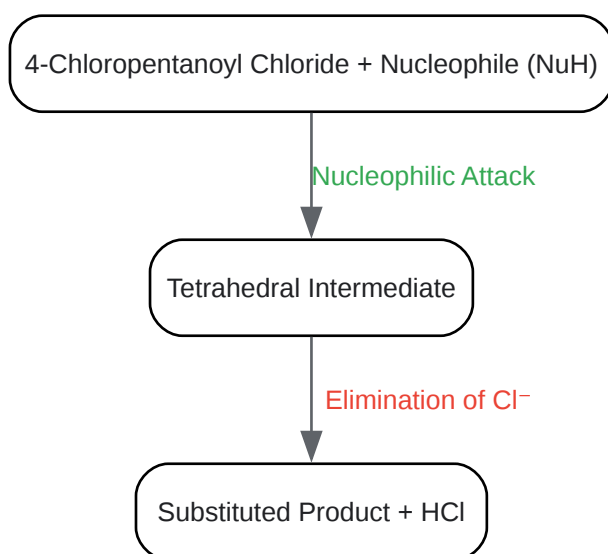 4-Chloropentanoyl Chloride + Nucleophile (NuH)
Nucleophilic Attack
Tetrahedral Intermediate
Elimination of Cl⁻
Substituted Product + HCl